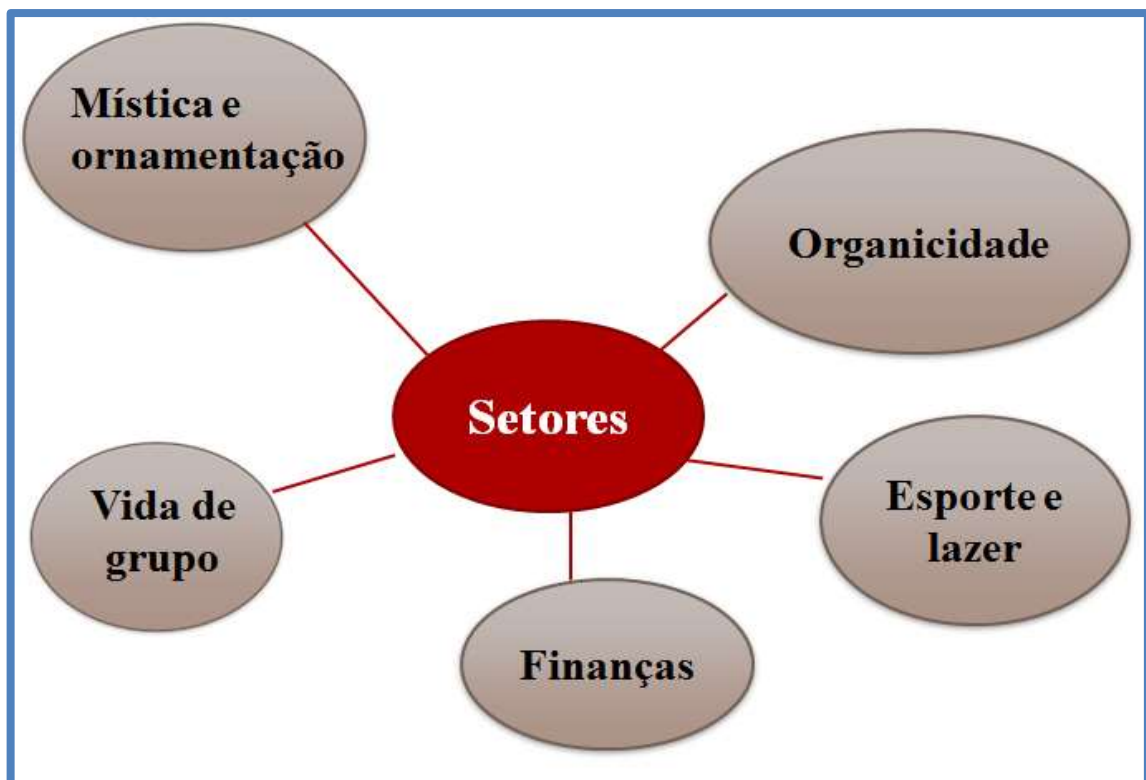 Mística e
ornamentação
Organicidade
Setores
Vida de
grupo
Esporte e
lazer
Finanças